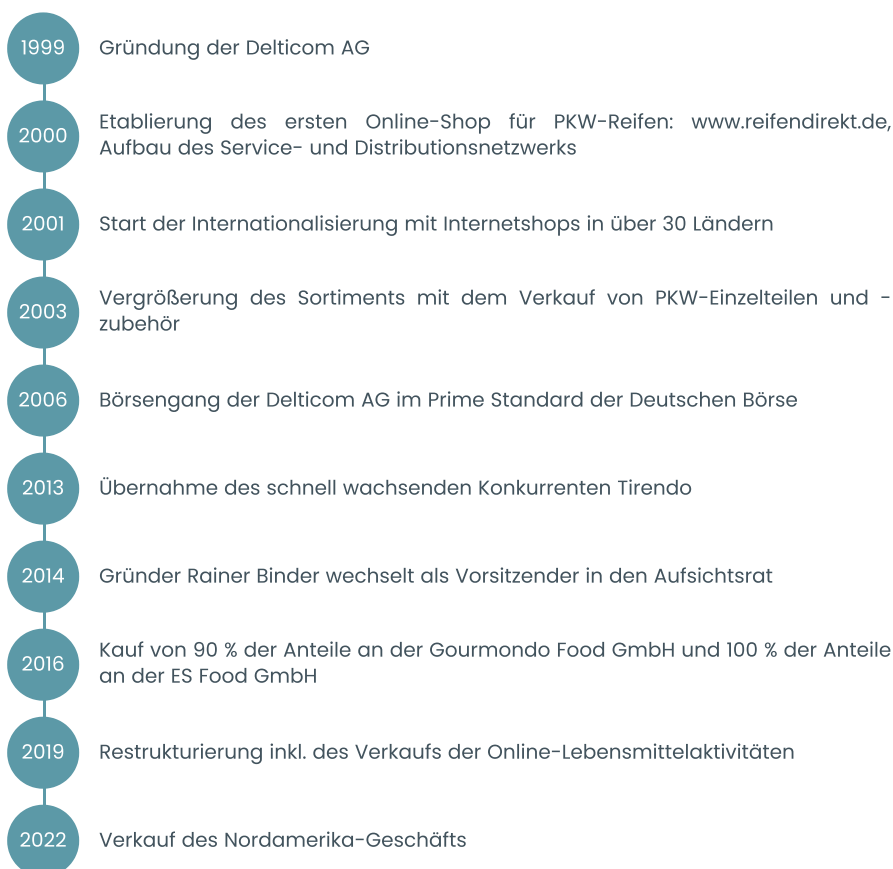 1999
Gründung der Delticom AG
2000
Etablierung des ersten Online-Shop für PKW-Reifen: www.reifendirekt.de,
Aufbau des Service- und Distributionsnetzwerks
2001
Start der Internationalisierung mit Internetshops in über 30 Ländern
2003
Vergrößerung des Sortiments mit dem Verkauf von PKW-Einzelteilen und -
zubehör
2006
Börsengang der Delticom AG im Prime Standard der Deutschen Börse
2013
Übernahme des schnell wachsenden Konkurrenten Tirendo
2014
Gründer Rainer Binder wechselt als Vorsitzender in den Aufsichtsrat
2016
Kauf von 90 % der Anteile an der Gourmondo Food GmbH und 100 % der Anteile
an der ES Food GmbH
2019
Restrukturierung inkl. des Verkaufs der Online-Lebensmittelaktivitäten
2022
Verkauf des Nordamerika-Geschäfts